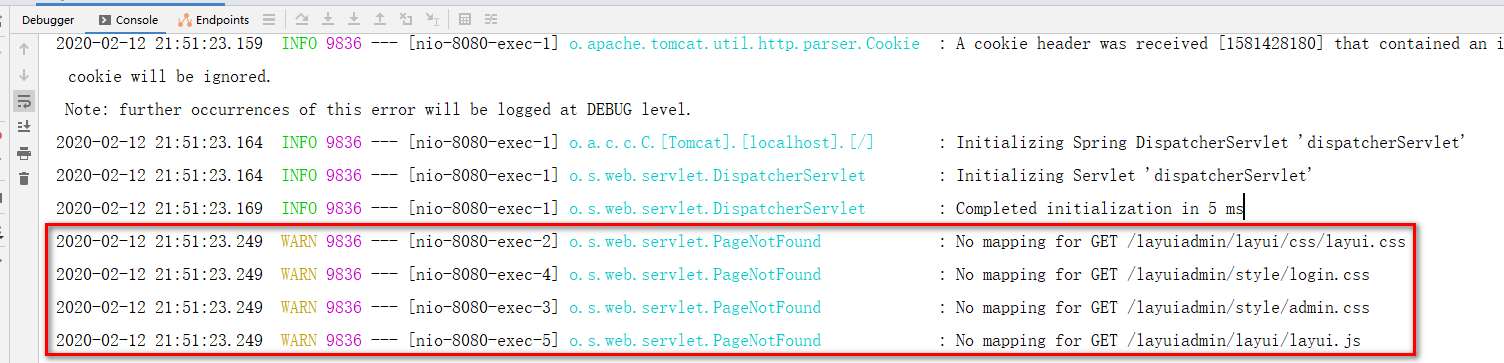 Debugger Console Endpoints
2020-02-12 21:51:23.159 INFO 9836 --- [nio-8080-exec-1] o.apache.tomcat.util.http.parser.Cookie : A cookie header was received [1581428180] that contained an i
cookie will be ignored.
Note: further occurrences of this error will be logged at DEBUG level.
2020-02-12 21:51:23.164 INFO 9836 --- [nio-8080-exec-1] o.a.c.c.C.[Tomcat].[localhost].[/] : Initializing Spring DispatcherServlet 'dispatcherServlet'
2020-02-12 21:51:23.164 INFO 9836 --- [nio-8080-exec-1] o.s.web.servlet.DispatcherServlet : Initializing Servlet 'dispatcherServlet'
2020-02-12 21:51:23.169 INFO 9836 --- [nio-8080-exec-1] o.s.web.servlet.DispatcherServlet : Completed initialization in 5 ms
2020-02-12 21:51:23.249 WARN 9836 --- [nio-8080-exec-2] o.s.web.servlet.PageNotFound : No mapping for GET /layuiadmin/layui/css/layui.css
2020-02-12 21:51:23.249 WARN 9836 --- [nio-8080-exec-4] o.s.web.servlet.PageNotFound : No mapping for GET /layuiadmin/style/login.css
2020-02-12 21:51:23.249 WARN 9836 --- [nio-8080-exec-3] o.s.web.servlet.PageNotFound : No mapping for GET /layuiadmin/style/admin.css
2020-02-12 21:51:23.249 WARN 9836 --- [nio-8080-exec-5] o.s.web.servlet.PageNotFound : No mapping for GET /layuiadmin/layui/layui.js